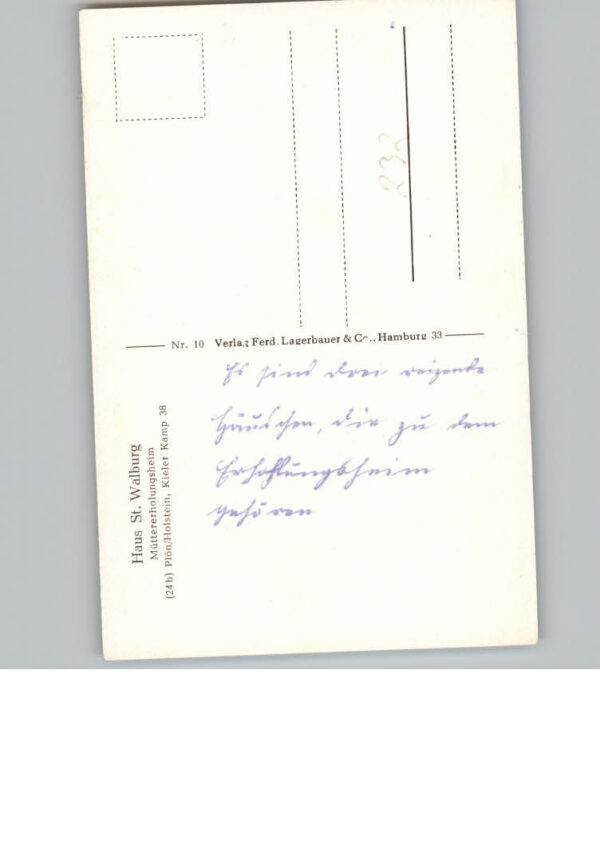 232
Nr. 10 Verlag Ferd. Lagerbauer & Co., Hamburg 33
Es sind drei reizende
Häuschen, die zu dem
Erhohlungsheim
gehören
Haus St. Walburg
Müttererholungsheim
(24b) Plön/Holstein, Kieler Kamp 38